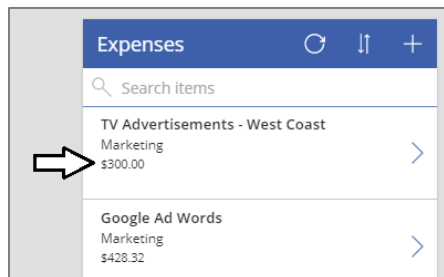 Expenses
Search items
TV Advertisements - West Coast
Marketing
$300.00
Google Ad Words
Marketing
$428.32